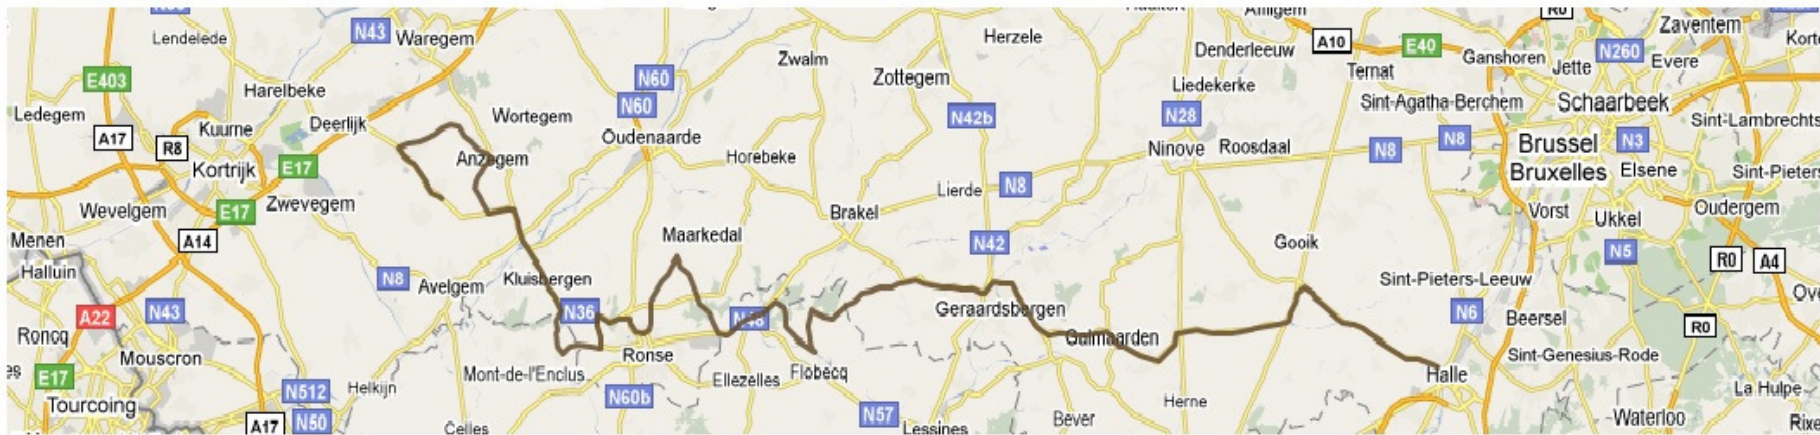 N43
Waregem
Lendelede
Herzele
Affligem
R0
Zaventem
A10
E40
Denderleeuw
N260
Zwalm
Ganshoren
Jette
Evere
Ternat
E403
N60
Zottegem
Liedekerke
Harelbeke
Sint-Agatha-Berchem
Schaarbeek
N60
Ledegem
Wortegem
N42b
N28
Sint-Lambrechts
Kuurne
Deerlijk
A17
Oudenaarde
N8
N3
Brussel
R8
Ninove
Roosdaal
N8
Anzegem
Horebeke
Kortrijk
E17
Bruxelles
Elsene
Sint-Pieters
Lierde
N8
Wevelgem
E17
Zwevegem
Brakel
Vorst
Ukkel
Oudergem
Menen
A14
Maarkedal
N42
Gooik
N5
R0
A4
Halluin
N8
Kluisbergen
Sint-Pieters-Leeuw
Avelgem
N43
N36
Geraardsbergen
N6
Beersel
A22
N48
R0
Roncq
Galmaarden
Mouscron
Ronse
Sint-Genesius-Rode
E17
Mont-de-l'Enclus
Ellezelles
Flobecq
Halle
N512
Helkijn
La Hulpe
Tourcoing
N60b
Herne
A17
N50
Celles
N57
Lessines
Bever
Waterloo